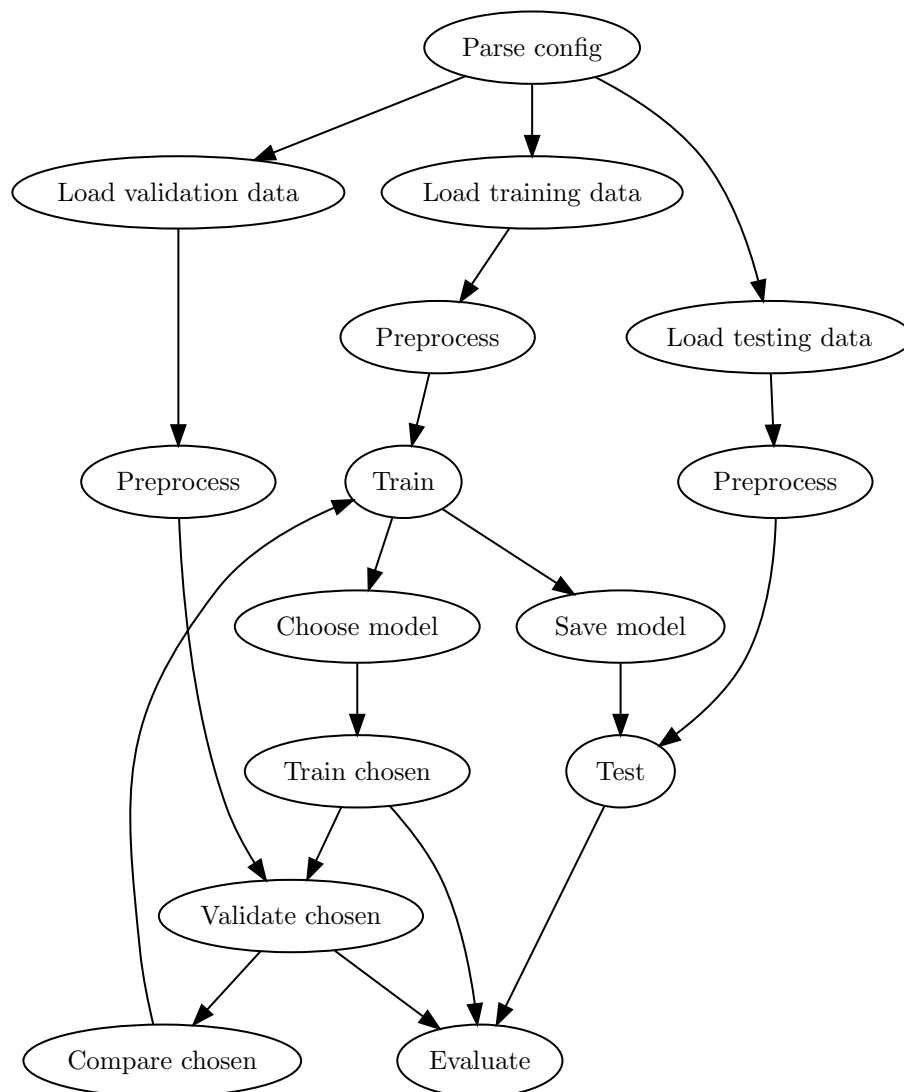 Parse config
Load validation data
Load training data
Preprocess
Load testing data
Preprocess
Train
Preprocess
Choose model
Save model
Train chosen
Test
Validate chosen
Compare chosen
Evaluate